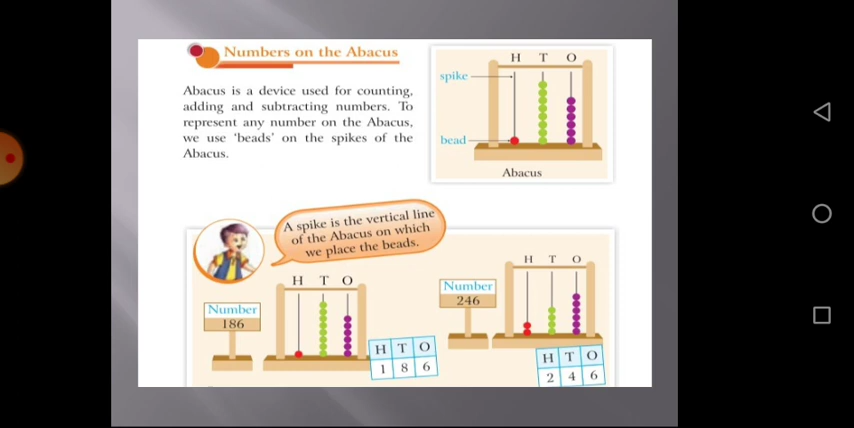 Numbers on the Abacus
Abacus is a device used for counting,
adding and subtracting numbers. To
represent any number on the Abacus,
we use 'beads' on the spikes of the
Abacus.
H T O
spike
bead
Abacus
A spike is the vertical line
of the Abacus on which
we place the beads.
H T O
Number
186
H T O
1 8 6
H T O
Number
246
H T O
2 4 6